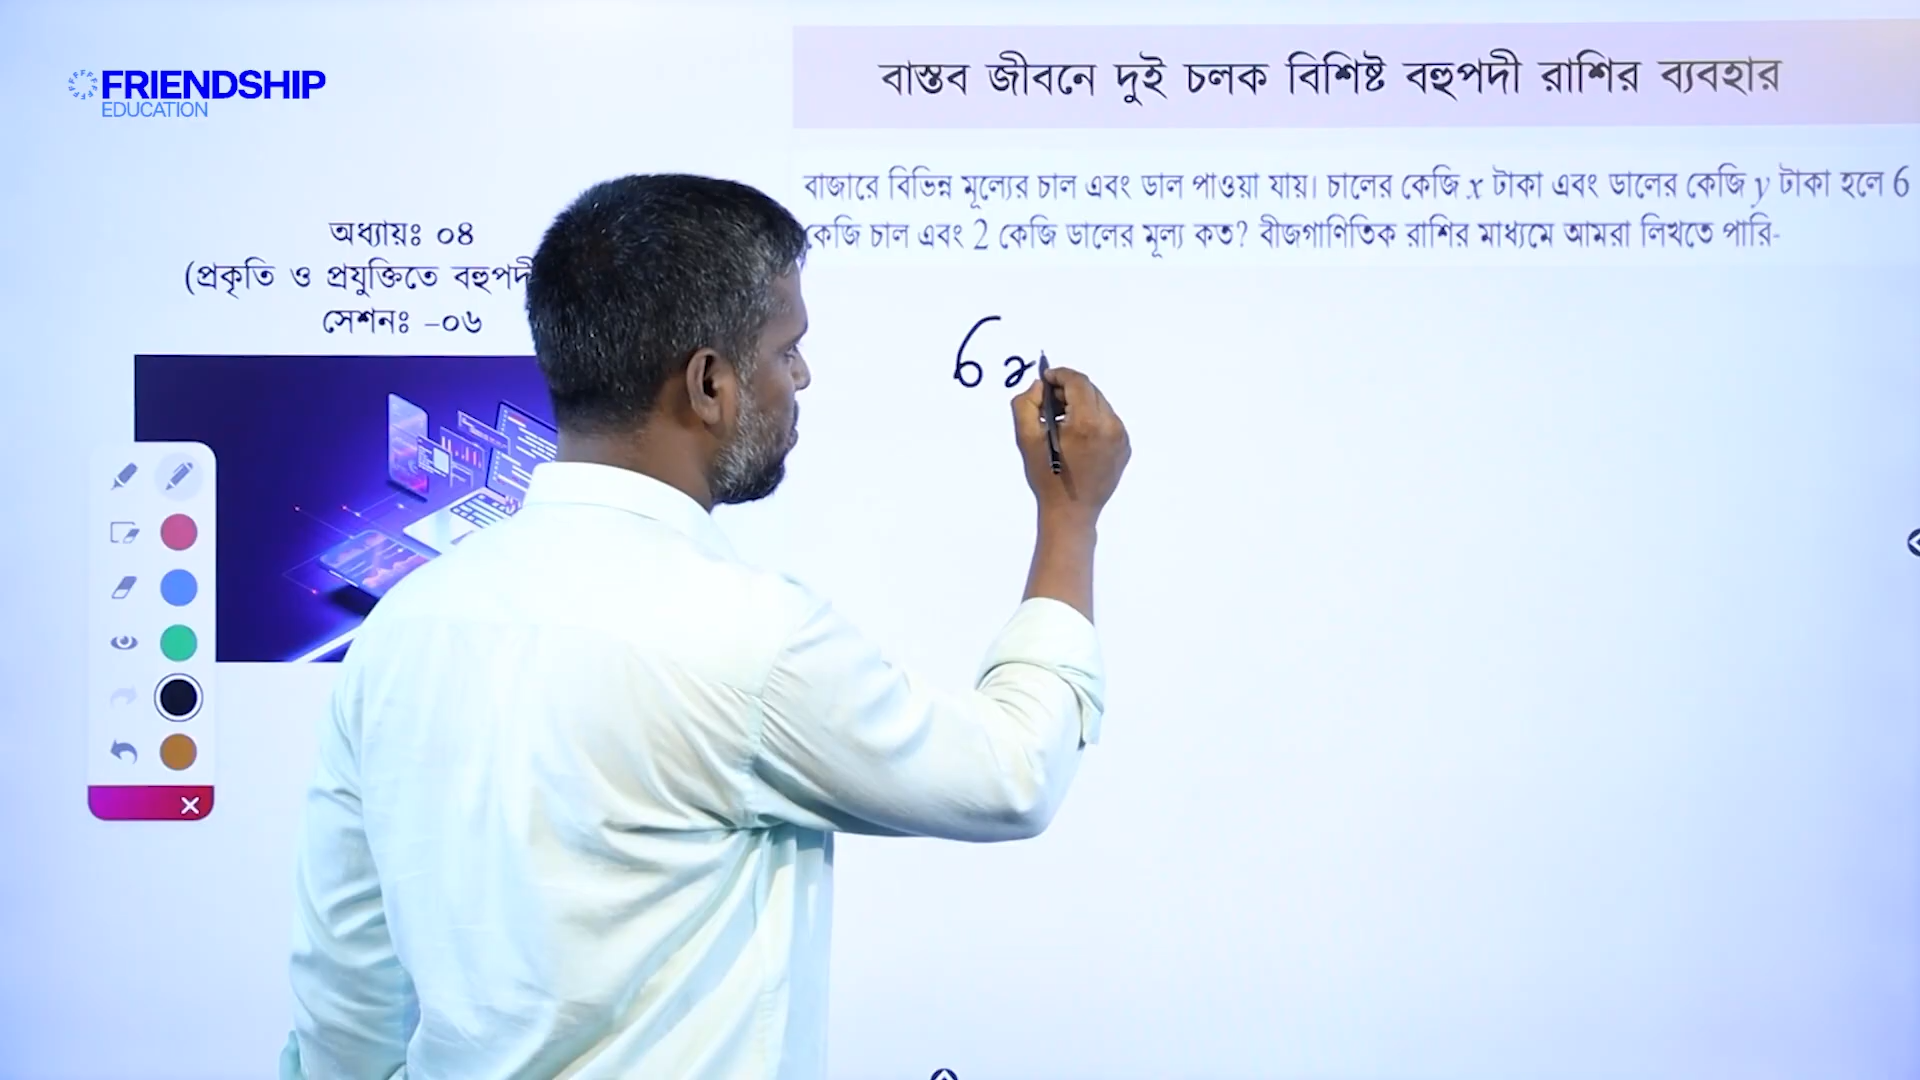 FRIENDSHIP
EDUCATION
বাস্তব জীবনে দুই চলক বিশিষ্ট বহুপদী রাশির ব্যবহার
বাজারে বিভিন্ন মূল্যের চাল এবং ডাল পাওয়া যায়। চালের কেজি x টাকা এবং ডালের কেজি y টাকা হলে 6
কেজি চাল এবং 2 কেজি ডালের মূল্য কত? বীজগাণিতিক রাশির মাধ্যমে আমরা লিখতে পারি-
অধ্যায়ঃ ০৪
(প্রকৃতি ও প্রযুক্তিতে বহুপদী
সেশনঃ –০৬
6x